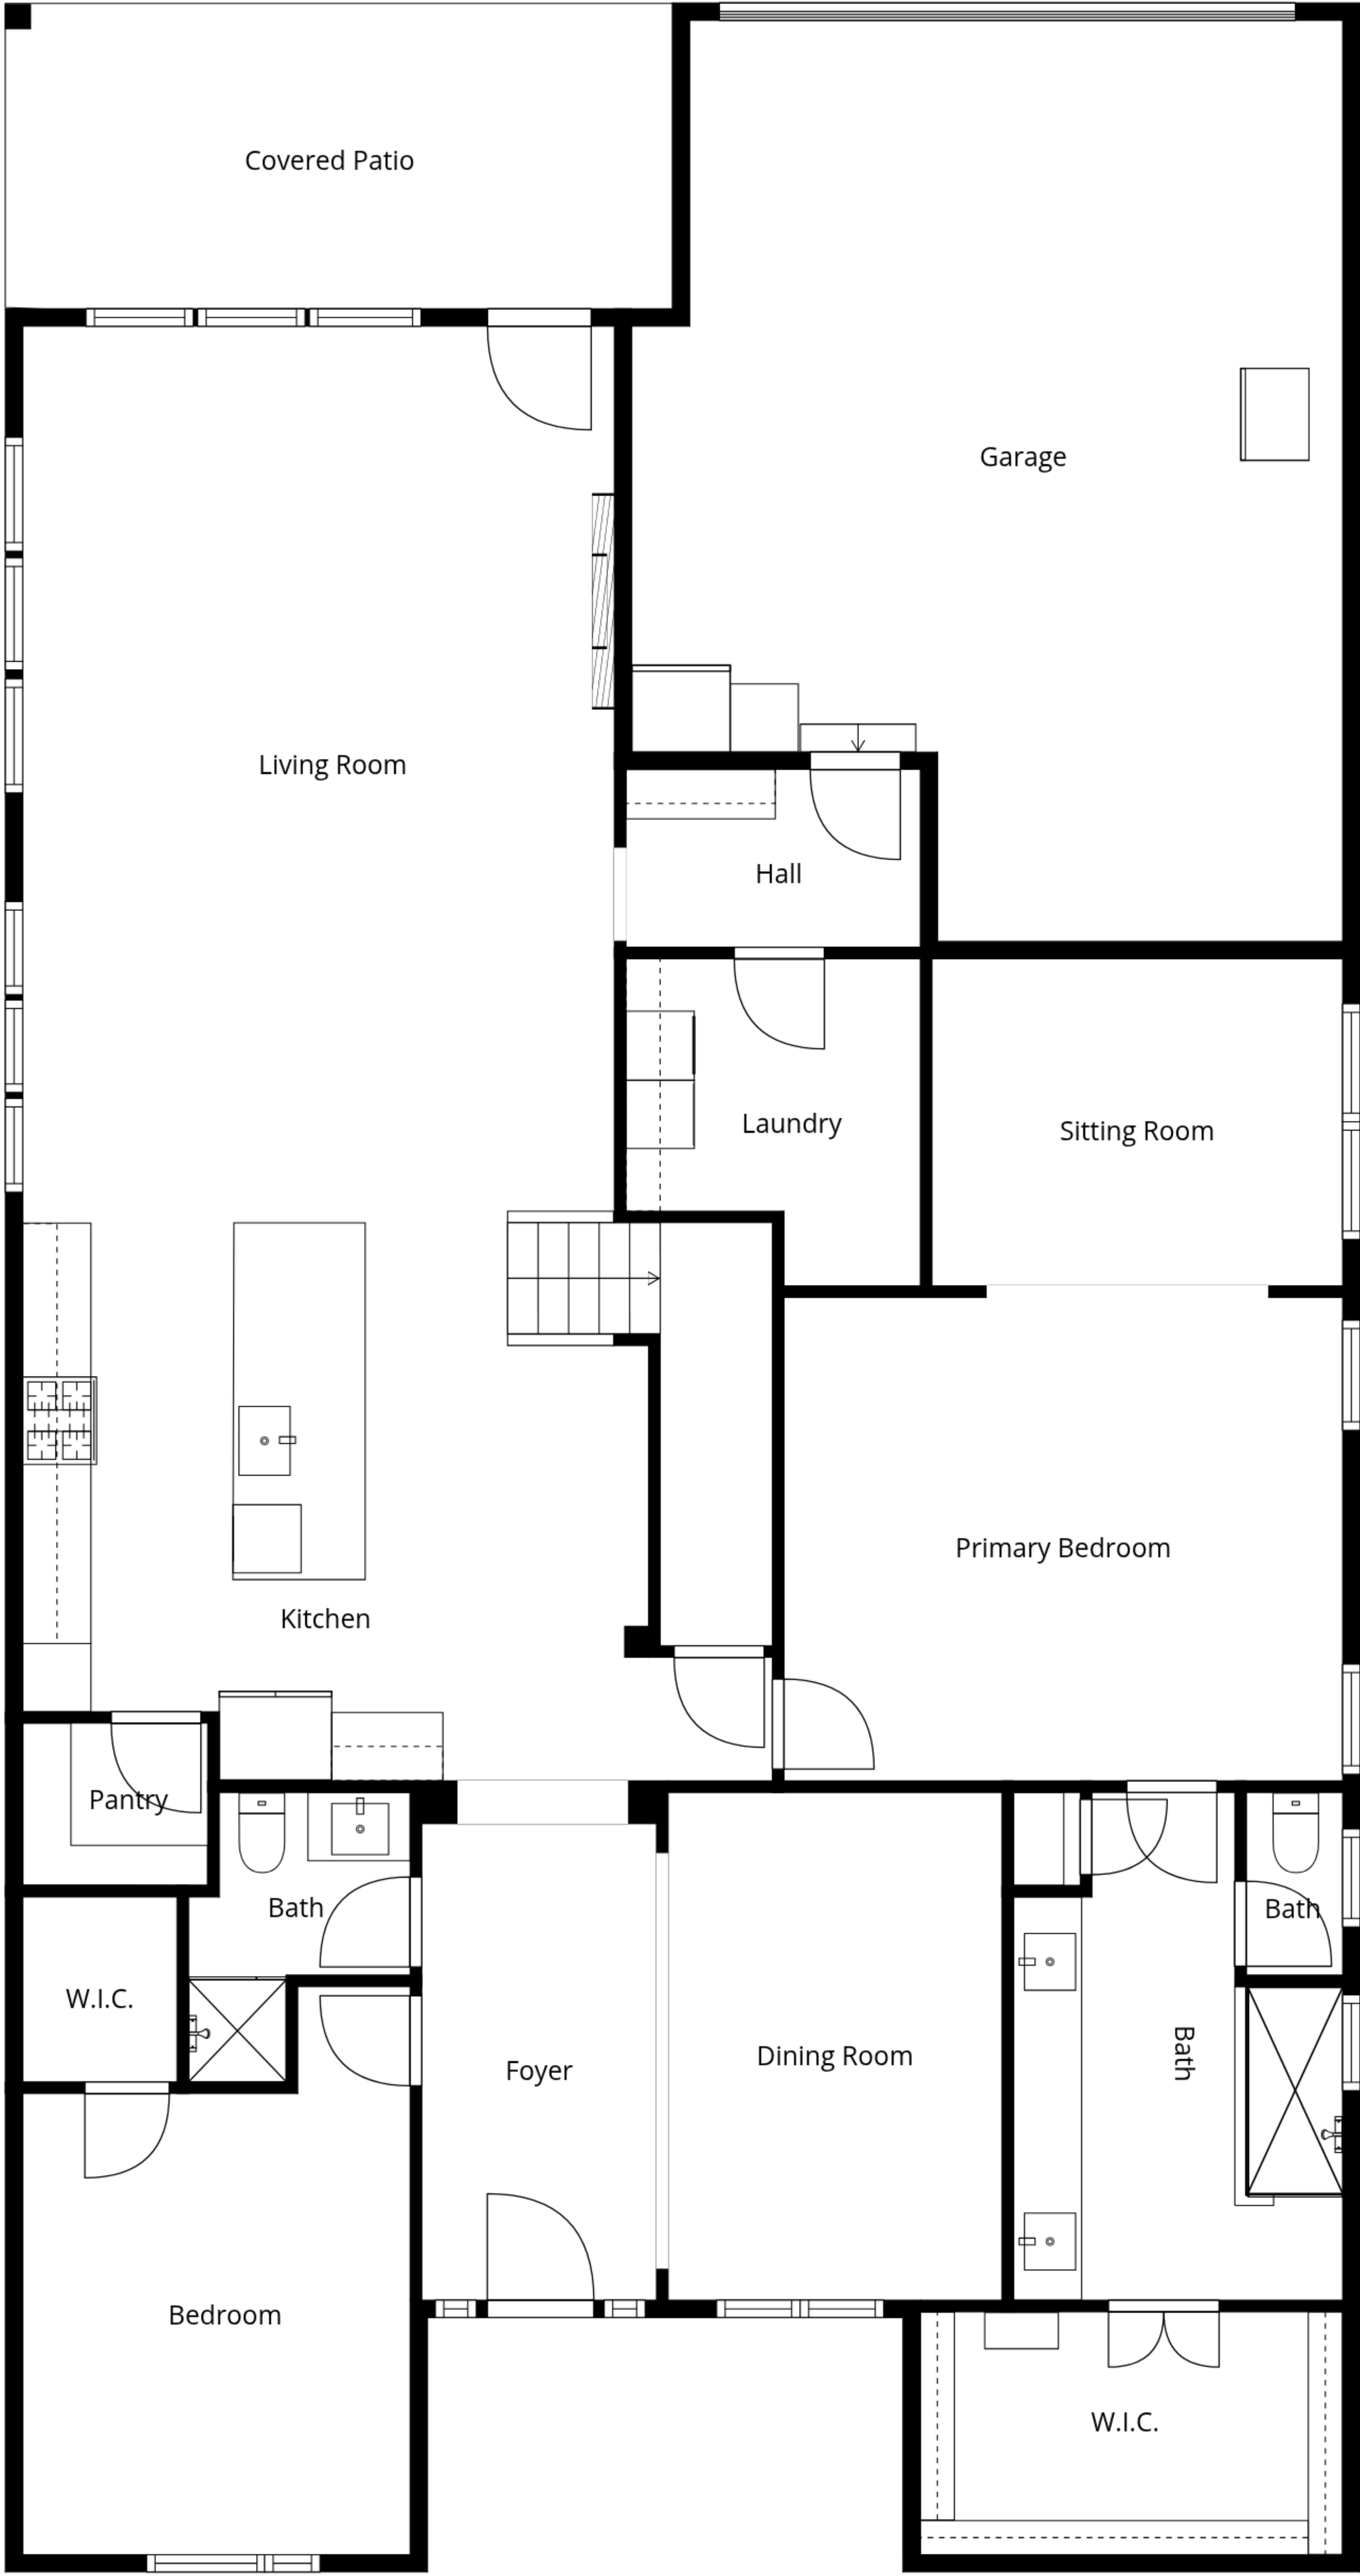 Covered Patio
Garage
Living Room
Hall
Laundry
Sitting Room
Primary Bedroom
Kitchen
Pantry
Bath
Bath
W.I.C.
Foyer
Dining Room
Bath
Bedroom
W.I.C.